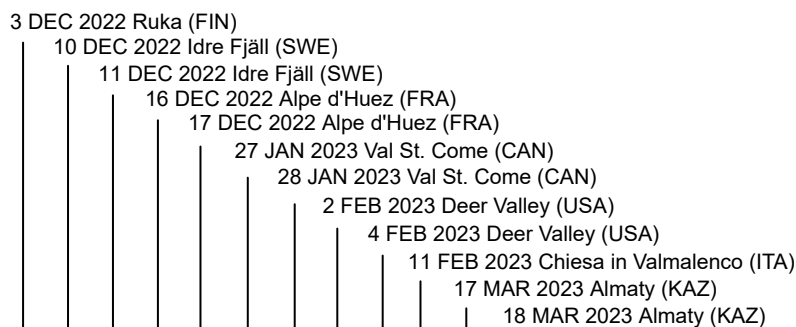 3 DEC 2022 Ruka (FIN)
10 DEC 2022 Idre Fjäll (SWE)
11 DEC 2022 Idre Fjäll (SWE)
16 DEC 2022 Alpe d'Huez (FRA)
17 DEC 2022 Alpe d'Huez (FRA)
27 JAN 2023 Val St. Come (CAN)
28 JAN 2023 Val St. Come (CAN)
2 FEB 2023 Deer Valley (USA)
4 FEB 2023 Deer Valley (USA)
11 FEB 2023 Chiesa in Valmalenco (ITA)
17 MAR 2023 Almaty (KAZ)
18 MAR 2023 Almaty (KAZ)